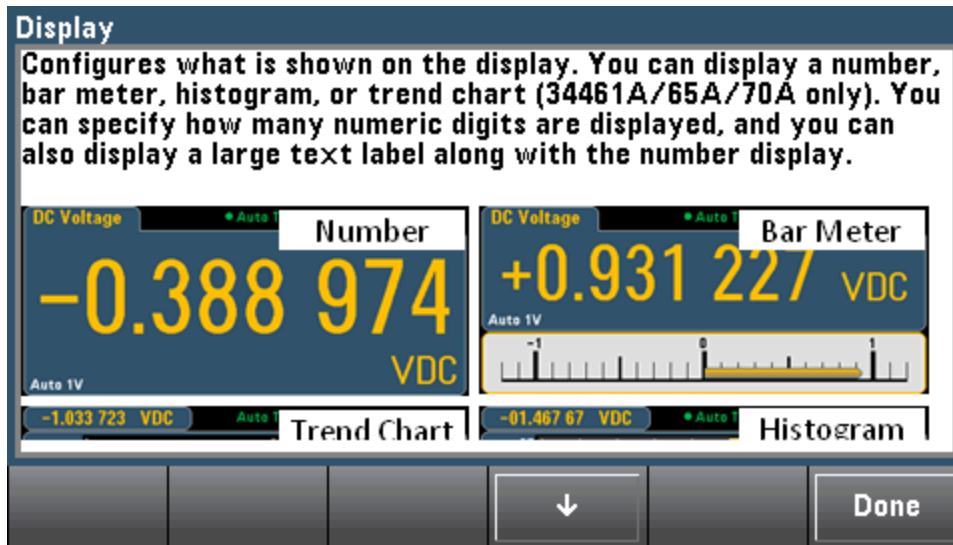 Display
Configures what is shown on the display. You can display a number,
bar meter, histogram, or trend chart (34461A/65A/70A only). You
can specify how many numeric digits are displayed, and you can
also display a large text label along with the number display.
DC Voltage Auto Number
-0.388 974
VDC
Auto 1V
DC Voltage Auto Bar Meter
+0.931 227 VDC
Auto 1V
-1 0 1
-1.033 723 VDC Auto Trend Chart
-01.467 67 VDC Auto Histogram
↓ Done